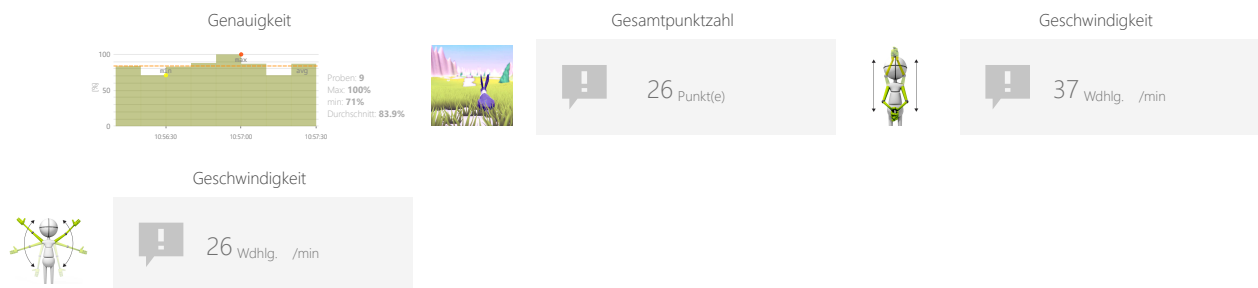 Genauigkeit
100
50
0
[%]
min
max
avg
10:56:30
10:57:00
10:57:30
Proben: 9
Max: 100%
min: 71%
Durchschnitt: 83.9%
Gesamtpunktzahl
26 Punkt(e)
Geschwindigkeit
37 Wdhlg. /min
Geschwindigkeit
26 Wdhlg. /min